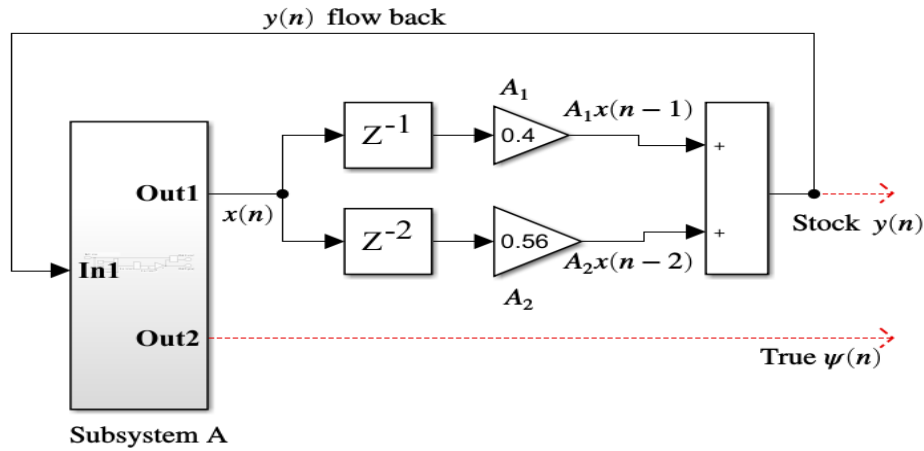 y(n) flow back
A₁
A₁x(n − 1)
Z⁻¹
0.4
+
Out1
x(n)
Stock y(n)
Z⁻²
0.56
+
A₂x(n − 2)
In1
A₂
Out2
True ψ(n)
Subsystem A